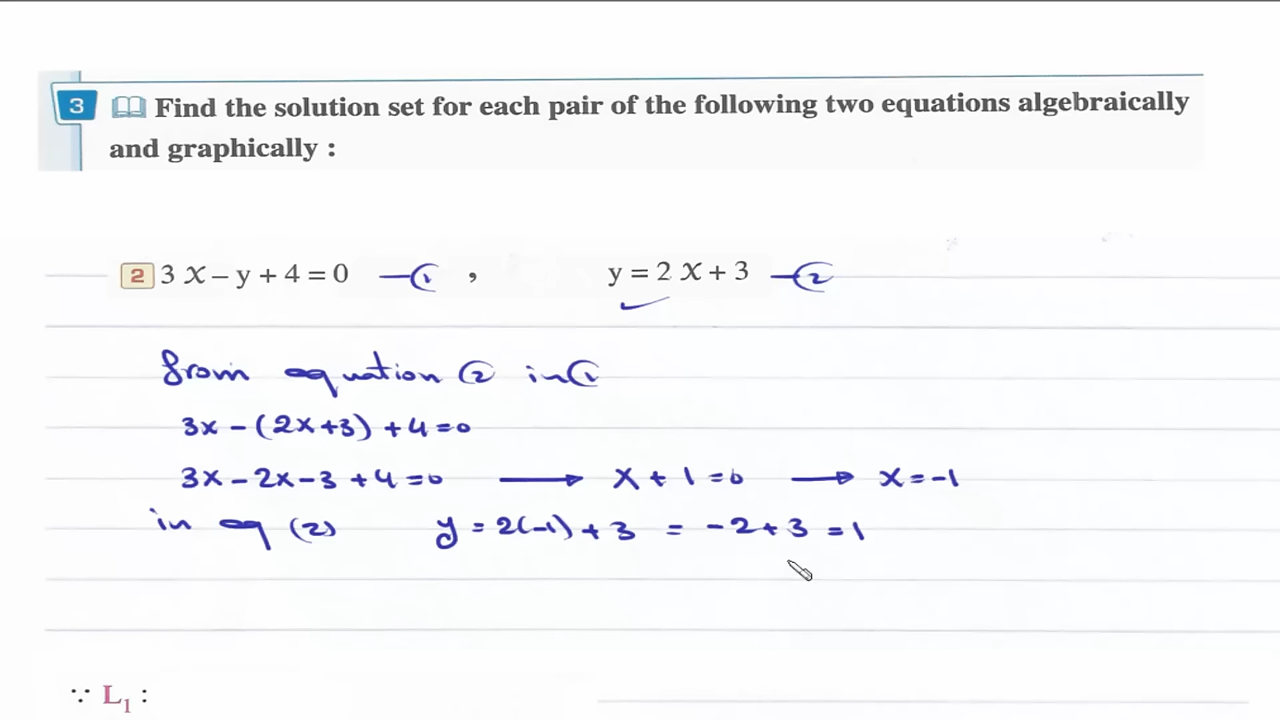 3 Find the solution set for each pair of the following two equations algebraically
and graphically :
2 3 x – y + 4 = 0 —① , y = 2 x + 3 —②
from equation ② in ①
3x - (2x+3) + 4 = 0
3x - 2x - 3 + 4 = 0 ⟶ x + 1 = 0 ⟶ x = -1
in eq (2) y = 2(-1) + 3 = -2 + 3 = 1
∵ L₁ :